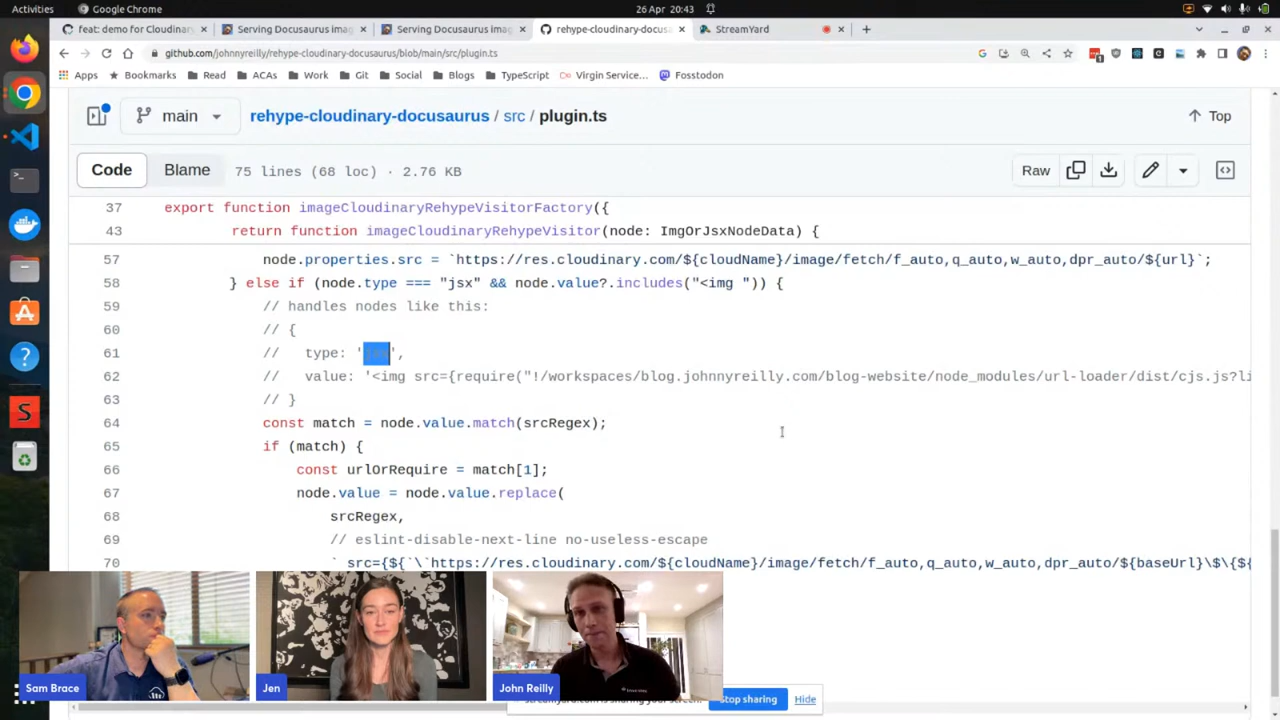 Activities
Google Chrome
26 Apr 20:43
feat: demo for Cloudinary
Serving Docusaurus imag
Serving Docusaurus imag
rehype-cloudinary-docusa
StreamYard
github.com/johnnyreilly/rehype-cloudinary-docusaurus/blob/main/src/plugin.ts
Apps
Bookmarks
Read
ACAs
Work
Git
Social
Blogs
TypeScript
Virgin Service...
Fosstodon
main
rehype-cloudinary-docusaurus / src / plugin.ts
Top
Code
Blame
75 lines (68 loc) · 2.76 KB
Raw
37 export function imageCloudinaryRehypeVisitorFactory({
43 return function imageCloudinaryRehypeVisitor(node: ImgOrJsxNodeData) {
57 node.properties.src = `https://res.cloudinary.com/${cloudName}/image/fetch/f_auto,q_auto,w_auto,dpr_auto/${url}`;
58 } else if (node.type === "jsx" && node.value?.includes("<img ")) {
59 // handles nodes like this:
60 // {
61 // type: 'jsx',
62 // value: '<img src={require("!/workspaces/blog.johnnyreilly.com/blog-website/node_modules/url-loader/dist/cjs.js?li
63 // }
64 const match = node.value.match(srcRegex);
65 if (match) {
66 const urlOrRequire = match[1];
67 node.value = node.value.replace(
68 srcRegex,
69 // eslint-disable-next-line no-useless-escape
70 ` src={${`\`https://res.cloudinary.com/${cloudName}/image/fetch/f_auto,q_auto,w_auto,dpr_auto/${baseUrl}\$\{${
Sam Brace
Jen
John Reilly
streamyard.com is sharing your screen.
Stop sharing
Hide